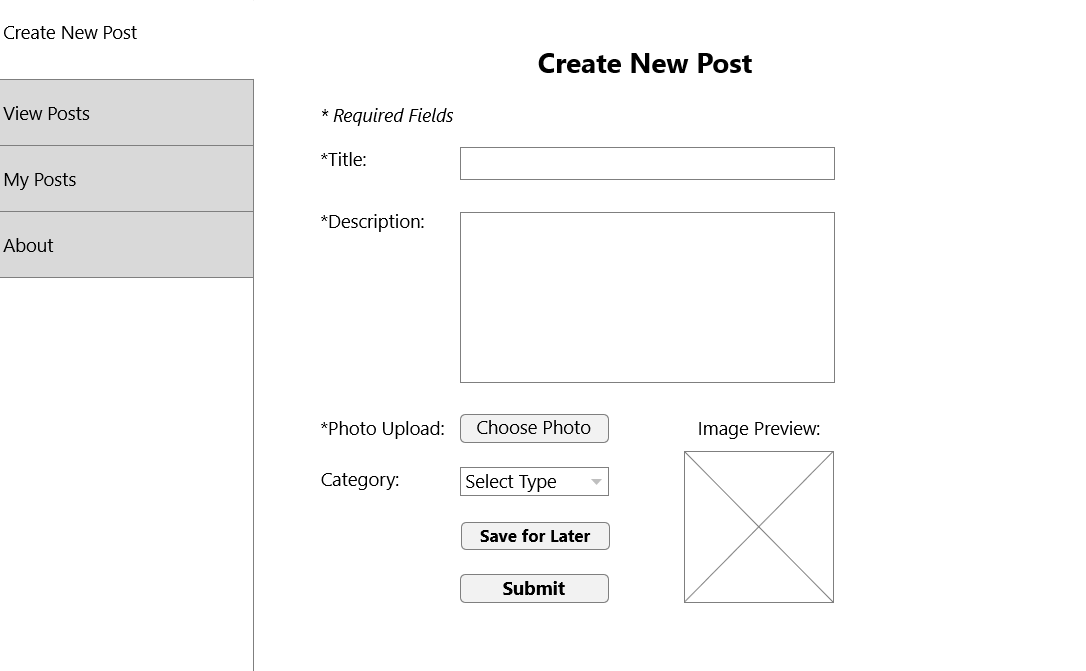 Create New Post
View Posts
My Posts
About
Create New Post
* Required Fields
*Title:
*Description:
*Photo Upload:
Choose Photo
Image Preview:
Category:
Select Type
Save for Later
Submit